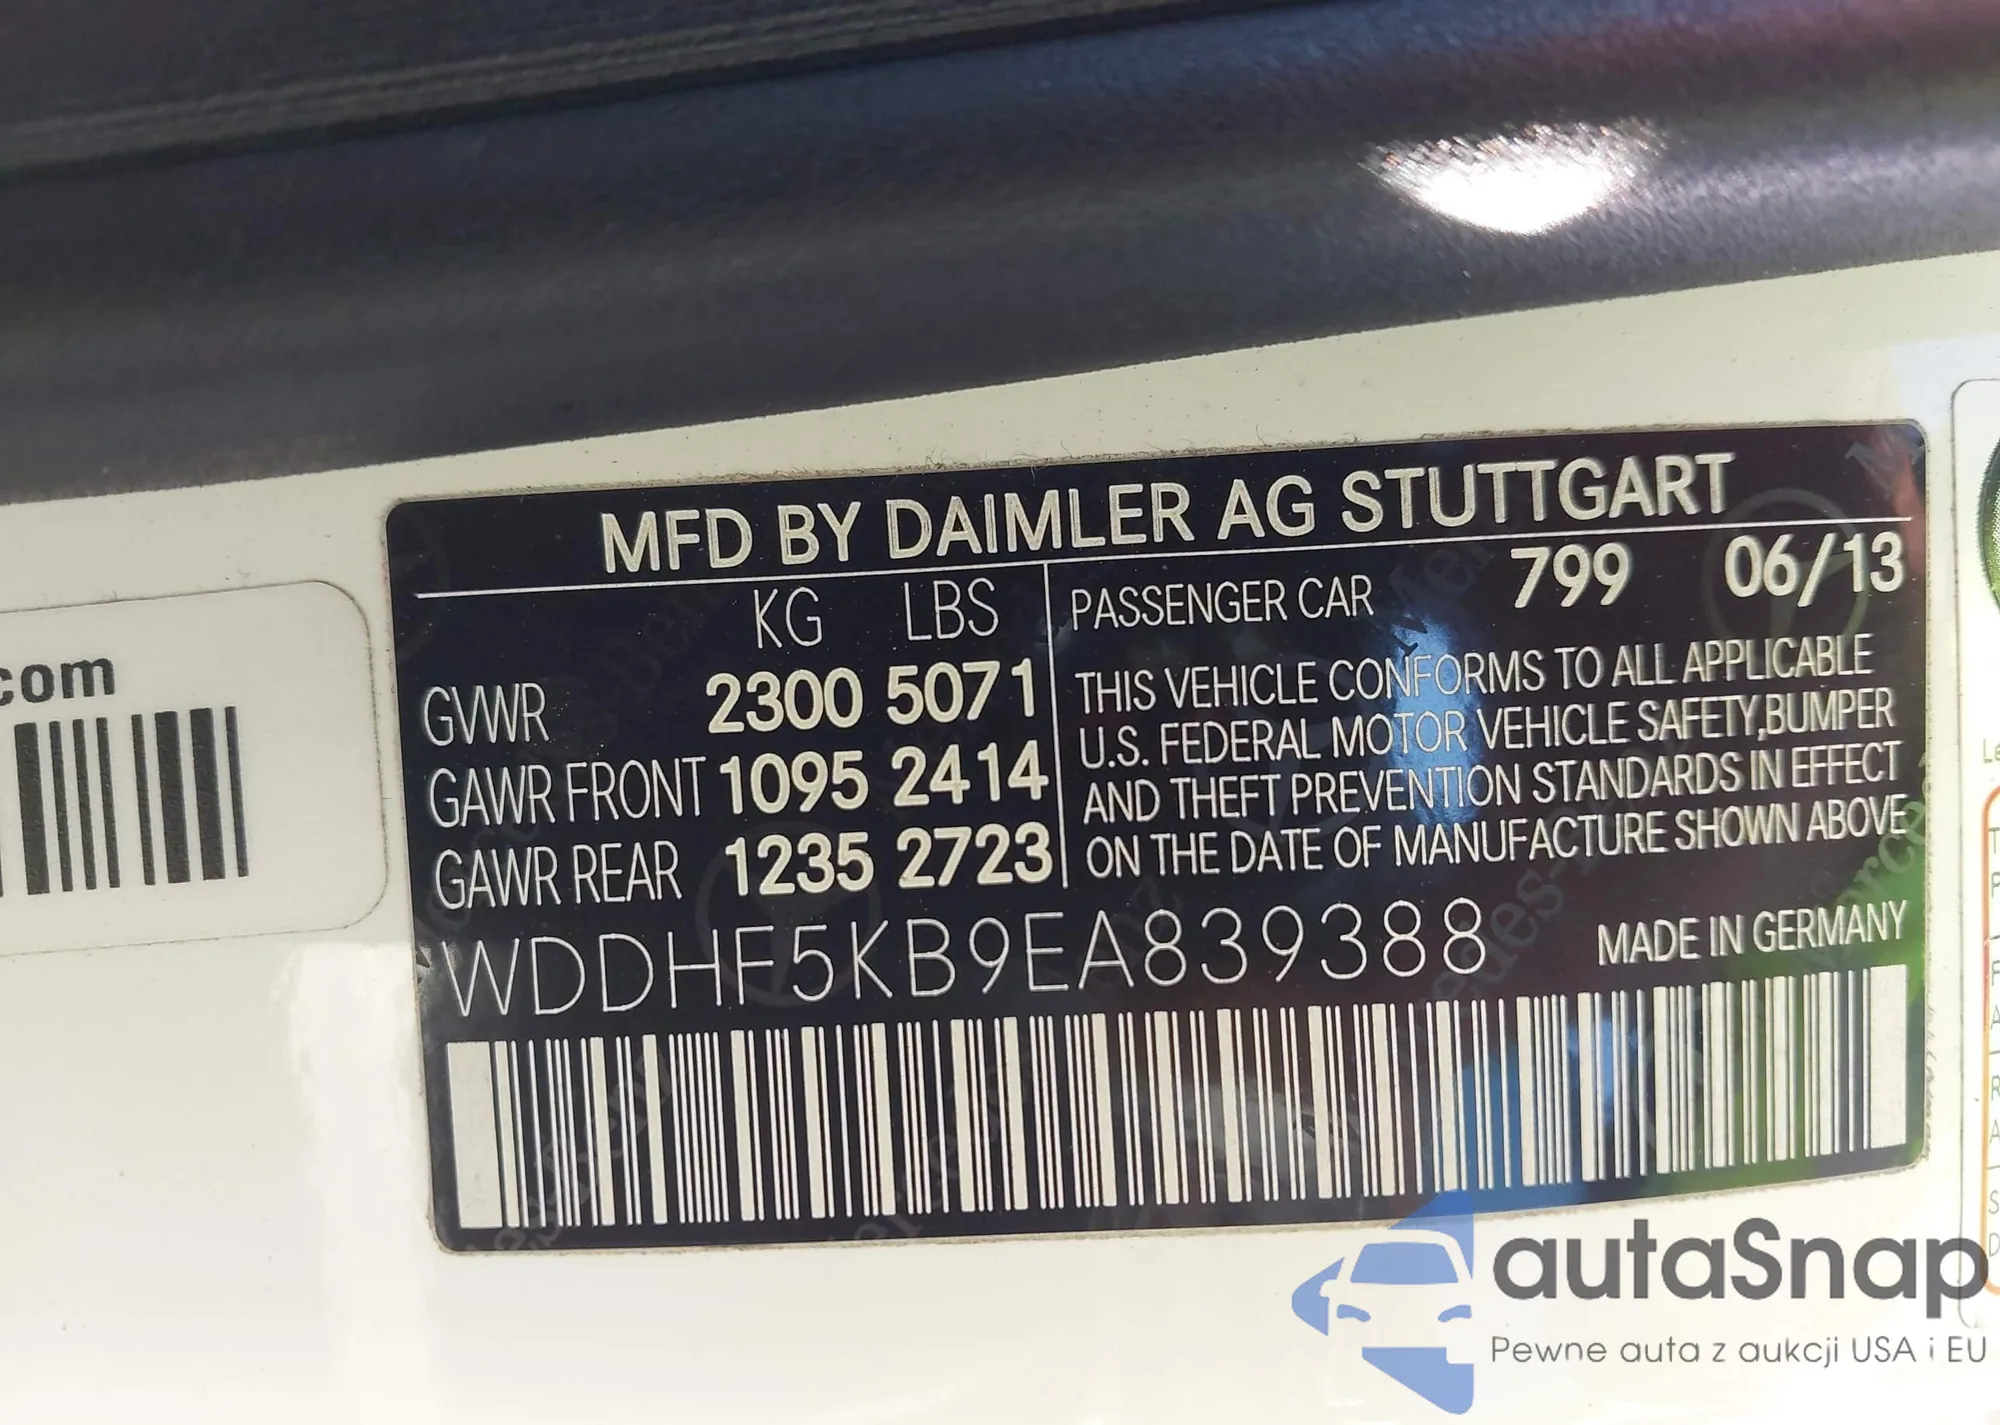 MFD BY DAIMLER AG STUTTGART
KG LBS
PASSENGER CAR 799 06/13
GVWR 2300 5071
GAWR FRONT 1095 2414
GAWR REAR 1235 2723
THIS VEHICLE CONFORMS TO ALL APPLICABLE
U.S. FEDERAL MOTOR VEHICLE SAFETY,BUMPER
AND THEFT PREVENTION STANDARDS IN EFFECT
ON THE DATE OF MANUFACTURE SHOWN ABOVE
WDDHF5KB9EA839388
MADE IN GERMANY
.com
autaSnap
Pewne auta z aukcji USA i EU